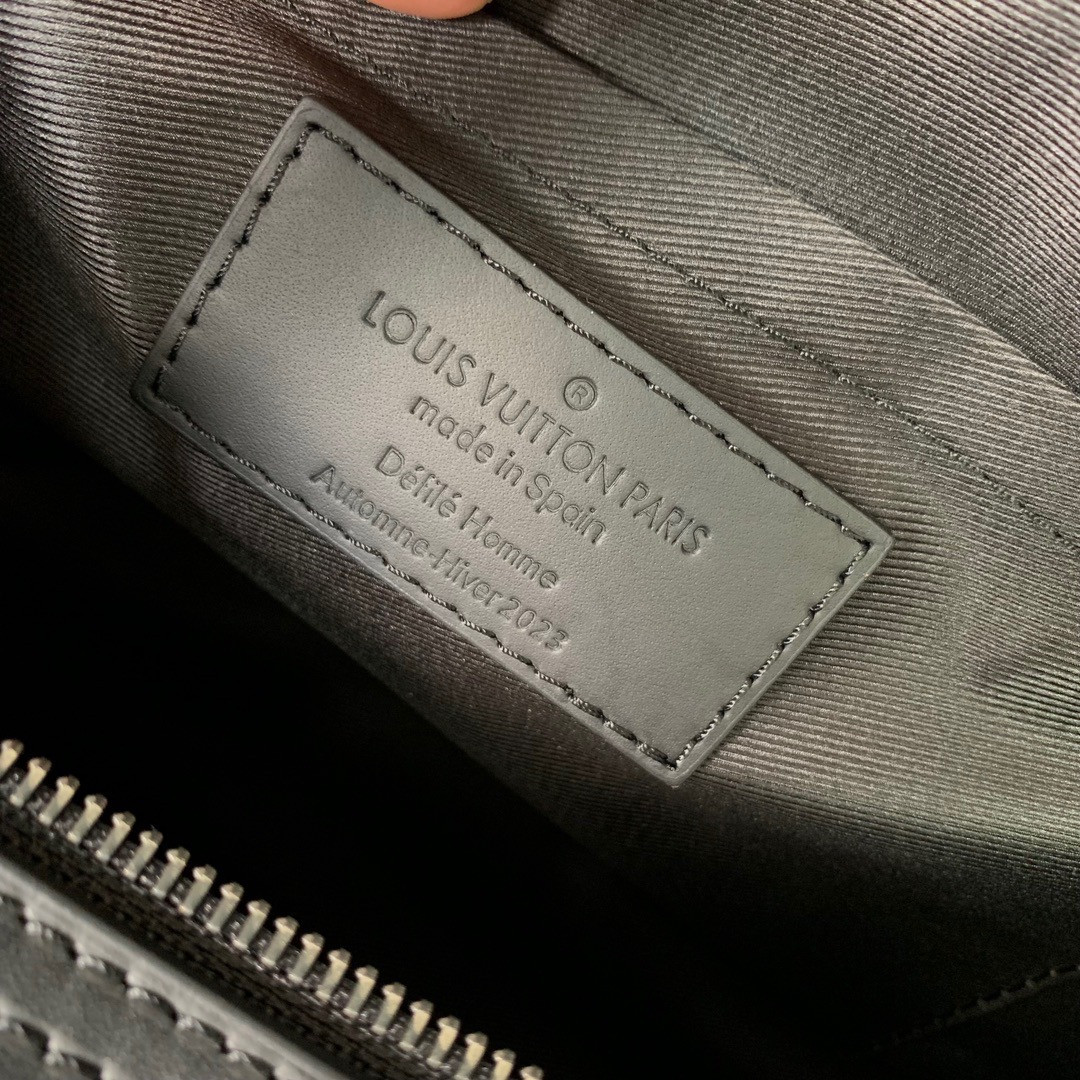 ®
LOUIS VUITTON PARIS
made in Spain
Défilé Homme
Automne-Hiver2023